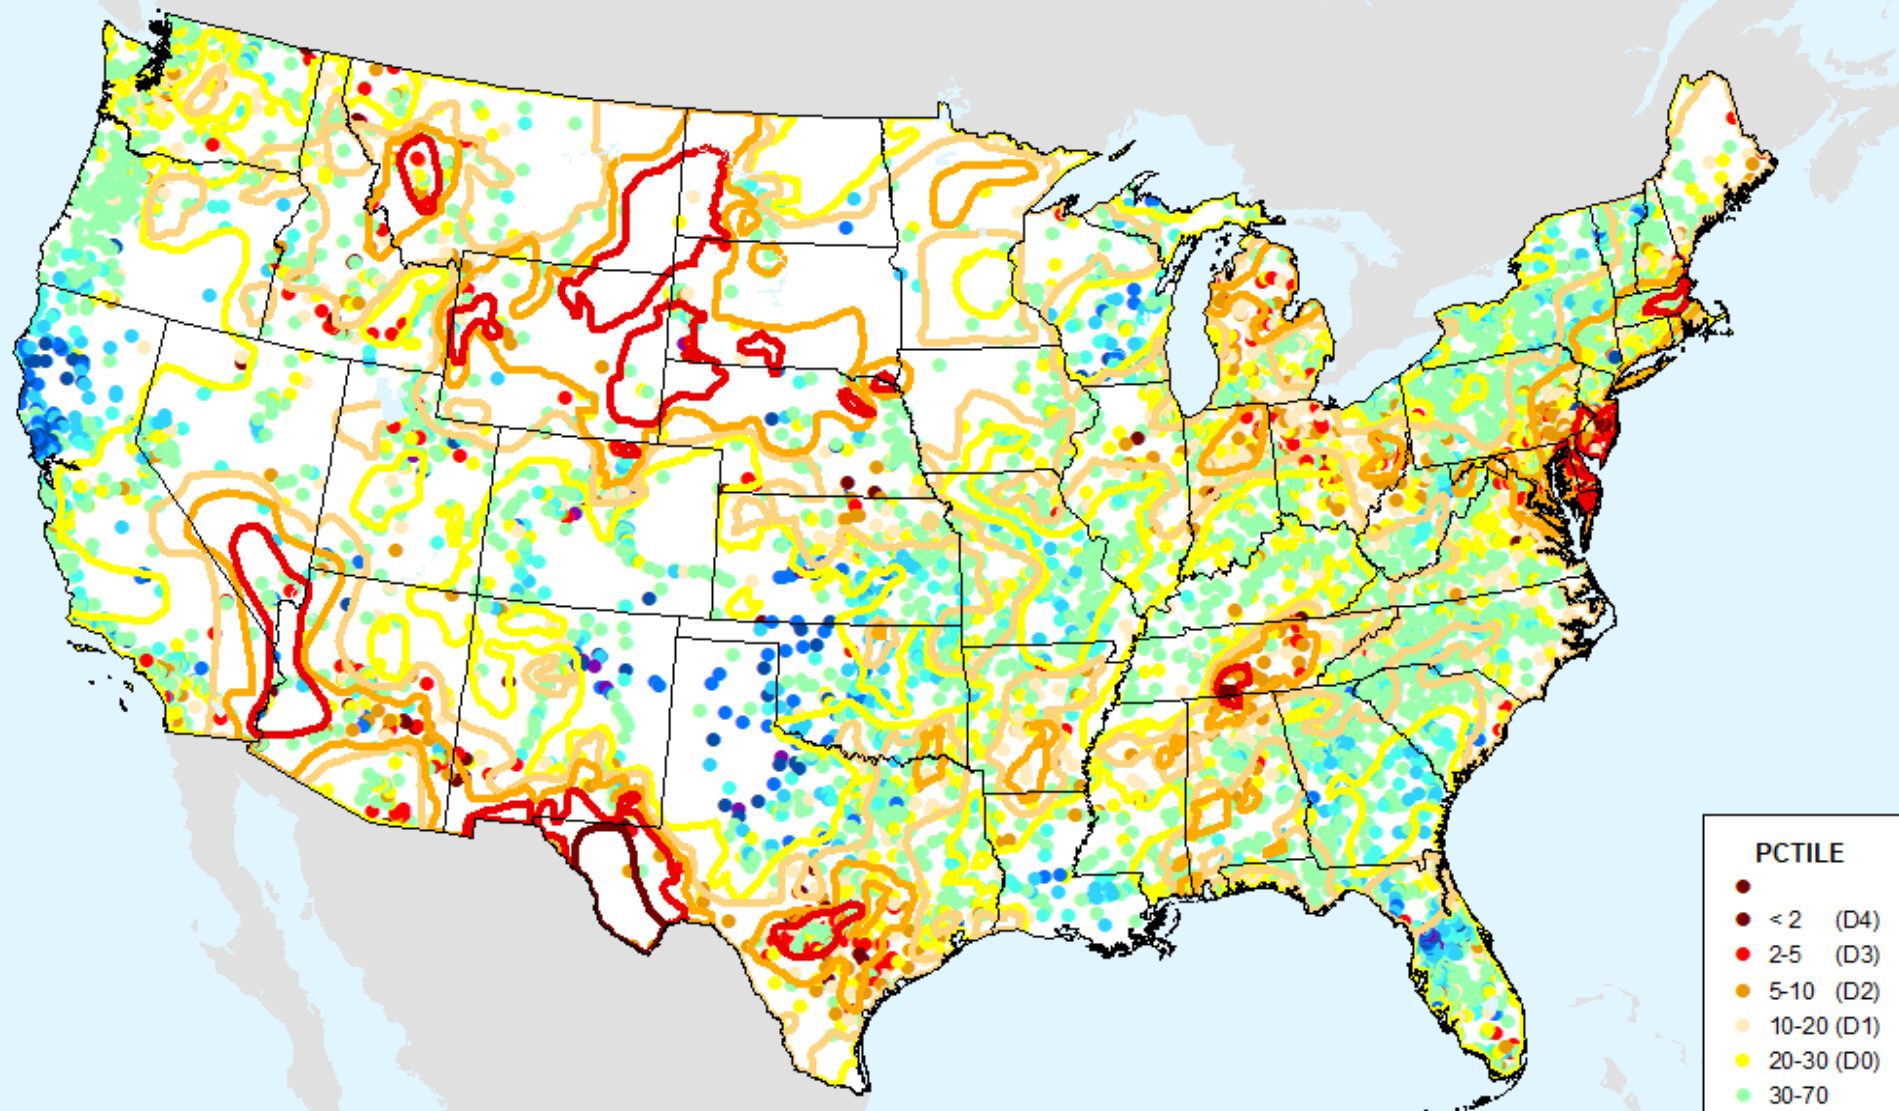 PCTILE
< 2 (D4)
2-5 (D3)
5-10 (D2)
10-20 (D1)
20-30 (D0)
30-70